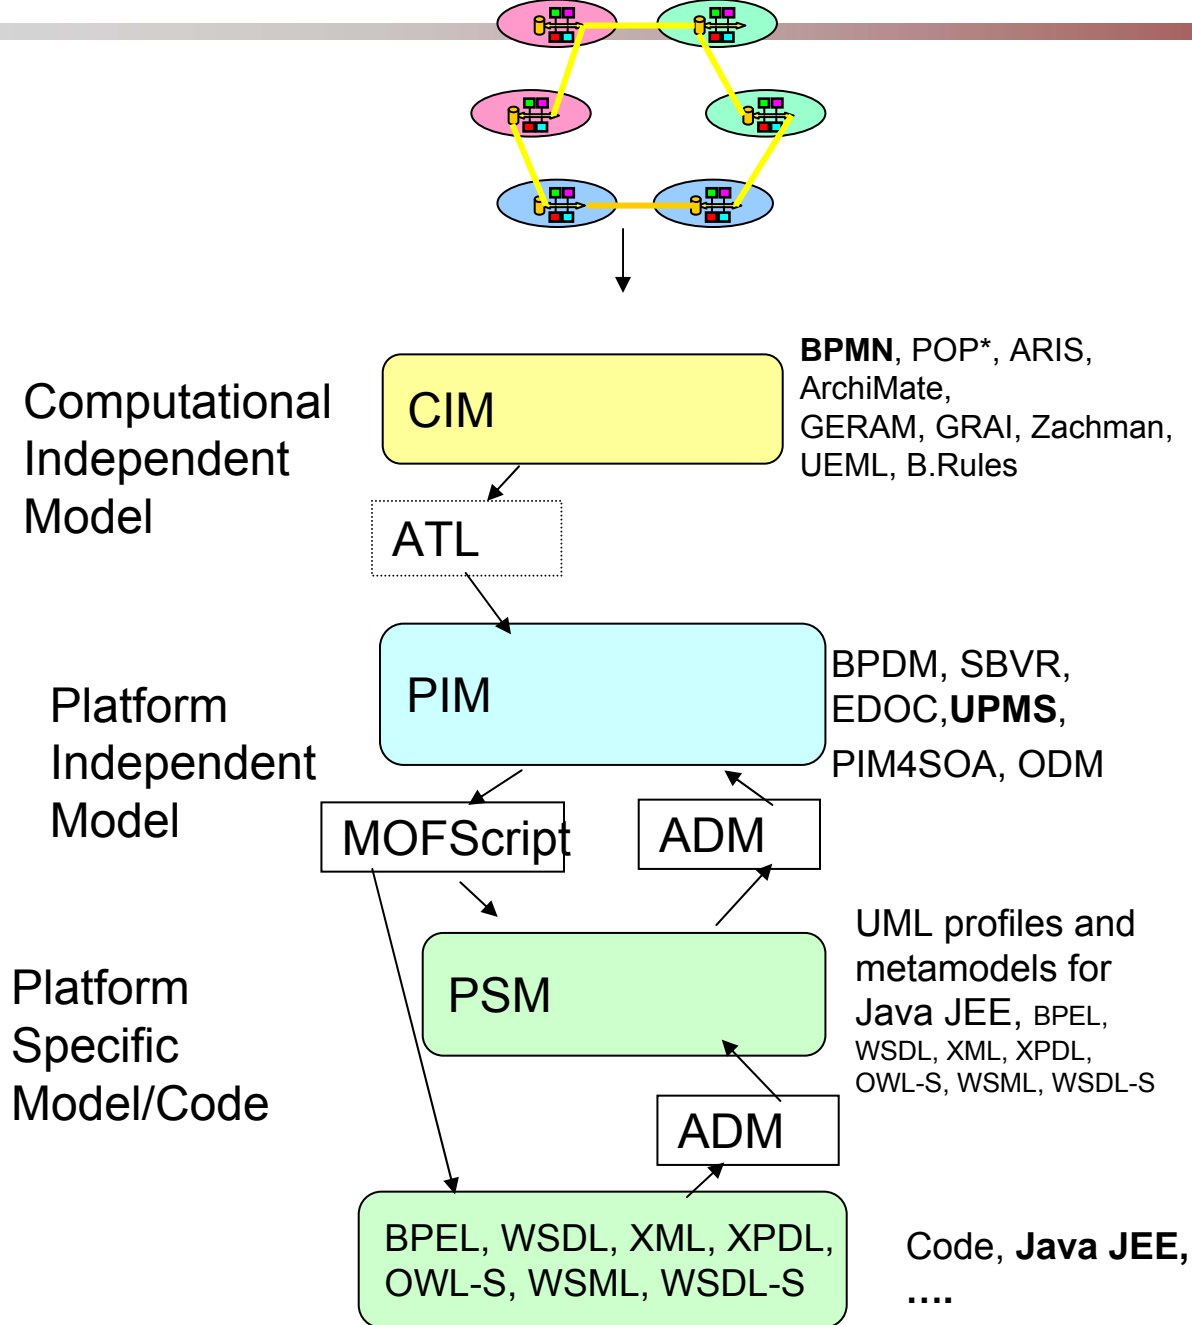 Computational
Independent
Model
CIM
BPMN, POP*, ARIS,
ArchiMate,
GERAM, GRAI, Zachman,
UEML, B.Rules
ATL
Platform
Independent
Model
PIM
BPDM, SBVR,
EDOC,UPMS,
PIM4SOA, ODM
MOFScript
ADM
Platform
Specific
Model/Code
PSM
UML profiles and
metamodels for
Java JEE, BPEL,
WSDL, XML, XPDL,
OWL-S, WSML, WSDL-S
ADM
BPEL, WSDL, XML, XPDL,
OWL-S, WSML, WSDL-S
Code, Java JEE,
....